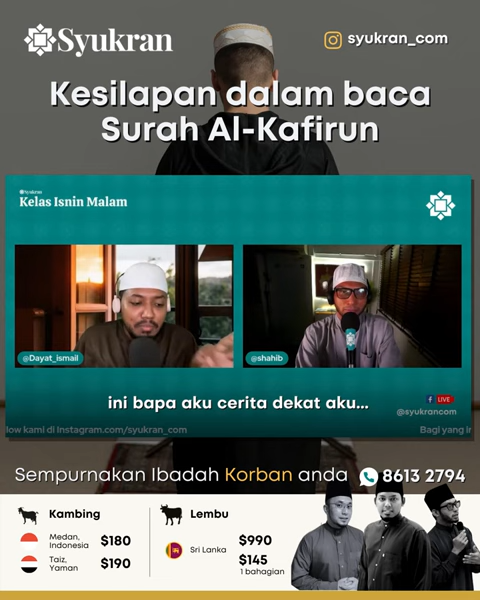 Syukran
syukran_com
Kesilapan dalam baca
Surah Al-Kafirun
Syukran
Kelas Isnin Malam
@Dayat_ismail
@shahib
ini bapa aku cerita dekat aku...
LIVE
@syukrancom
low kami di Instagram.com/syukran_com
Bagi yang ir
Sempurnakan Ibadah Korban anda
8613 2794
Kambing
Medan,
Indonesia
$180
Taiz,
Yaman
$190
Lembu
Sri Lanka
$990
$145
1 bahagian